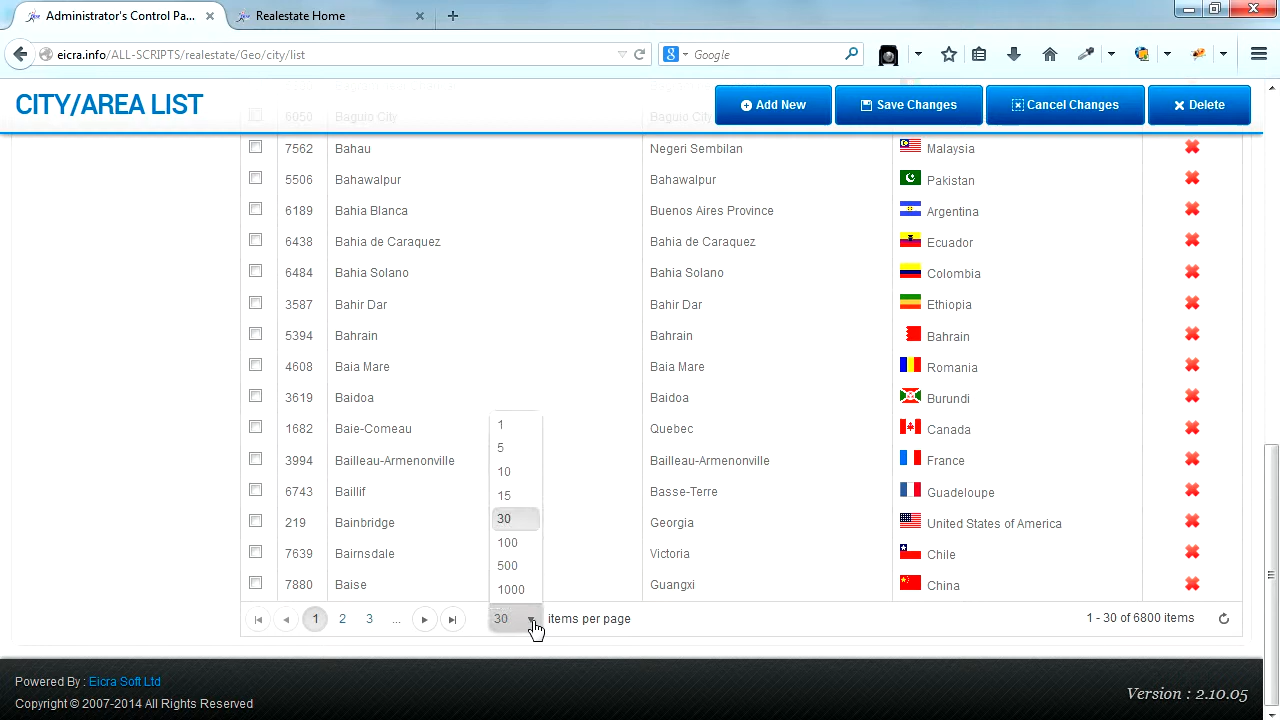 Administrator's Control Pa... Realestate Home
eicra.info/ALL-SCRIPTS/realestate/Geo/city/list Google
CITY/AREA LIST Add New Save Changes Cancel Changes Delete
6050 Baguio City Baguio City
7562 Bahau Negeri Sembilan Malaysia
5506 Bahawalpur Bahawalpur Pakistan
6189 Bahia Blanca Buenos Aires Province Argentina
6438 Bahia de Caraquez Bahia de Caraquez Ecuador
6484 Bahia Solano Bahia Solano Colombia
3587 Bahir Dar Bahir Dar Ethiopia
5394 Bahrain Bahrain Bahrain
4608 Baia Mare Baia Mare Romania
3619 Baidoa Baidoa Burundi
1682 Baie-Comeau Quebec Canada
3994 Bailleau-Armenonville Bailleau-Armenonville France
6743 Baillif Basse-Terre Guadeloupe
219 Bainbridge Georgia United States of America
7639 Bairnsdale Victoria Chile
7880 Baise Guangxi China
1
5
10
15
30
100
500
1000
1 2 3 ... 30 items per page 1 - 30 of 6800 items
Powered By : Eicra Soft Ltd
Copyright © 2007-2014 All Rights Reserved
Version : 2.10.05